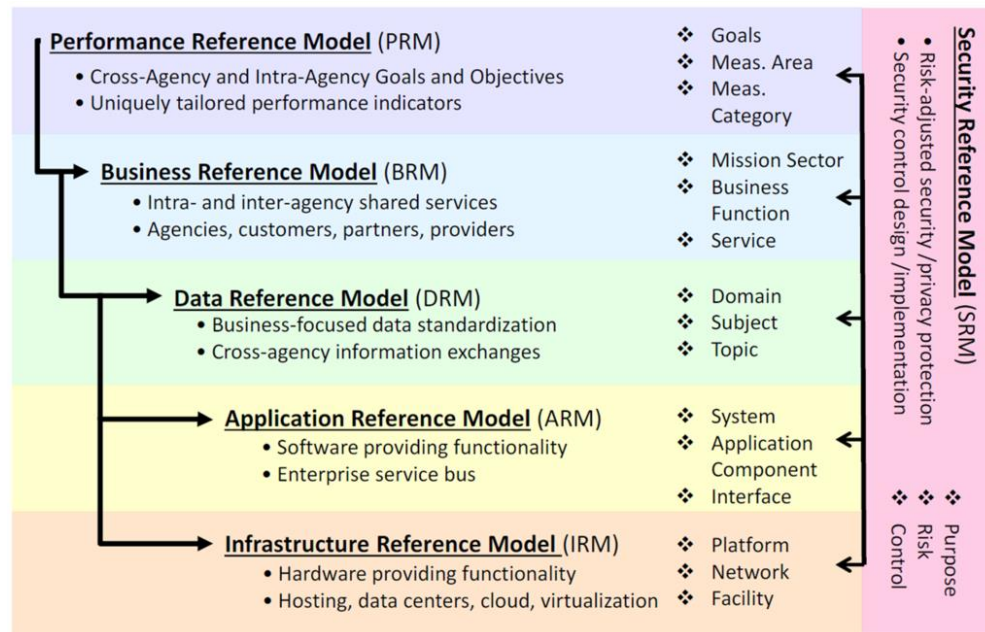 Performance Reference Model (PRM)
• Cross-Agency and Intra-Agency Goals and Objectives
• Uniquely tailored performance indicators
❖ Goals
❖ Meas. Area
❖ Meas.
Category
Business Reference Model (BRM)
• Intra- and inter-agency shared services
• Agencies, customers, partners, providers
❖ Mission Sector
❖ Business
Function
❖ Service
Data Reference Model (DRM)
• Business-focused data standardization
• Cross-agency information exchanges
❖ Domain
❖ Subject
❖ Topic
Application Reference Model (ARM)
• Software providing functionality
• Enterprise service bus
❖ System
❖ Application
Component
❖ Interface
Infrastructure Reference Model (IRM)
• Hardware providing functionality
• Hosting, data centers, cloud, virtualization
❖ Platform
❖ Network
❖ Facility
Security Reference Model (SRM)
• Risk-adjusted security /privacy protection
• Security control design /implementation
❖ Purpose
❖ Risk
❖ Control